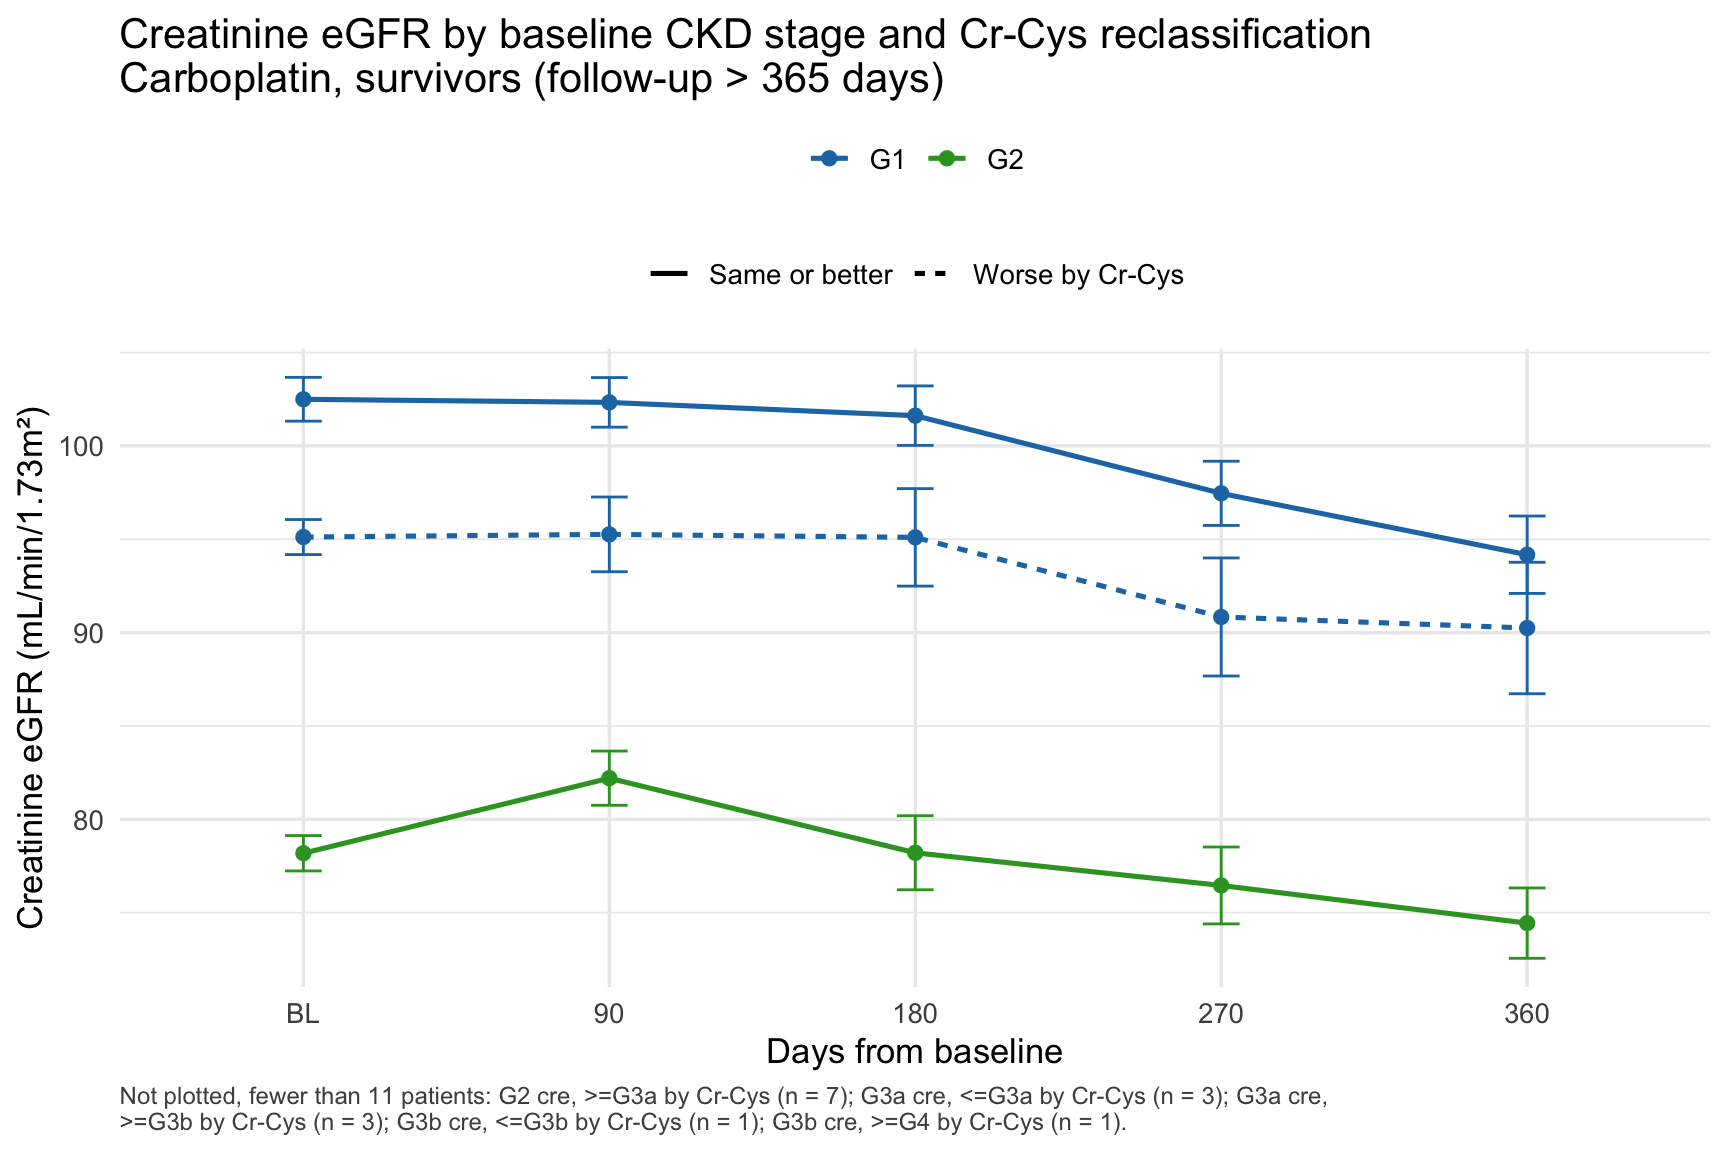 Creatinine eGFR by baseline CKD stage and Cr-Cys reclassification
Carboplatin, survivors (follow-up > 365 days)
G1 G2
Same or better Worse by Cr-Cys
Creatinine eGFR (mL/min/1.73m²)
100
90
80
BL 90 180 270 360
Days from baseline
Not plotted, fewer than 11 patients: G2 cre, >=G3a by Cr-Cys (n = 7); G3a cre, <=G3a by Cr-Cys (n = 3); G3a cre,
>=G3b by Cr-Cys (n = 3); G3b cre, <=G3b by Cr-Cys (n = 1); G3b cre, >=G4 by Cr-Cys (n = 1).